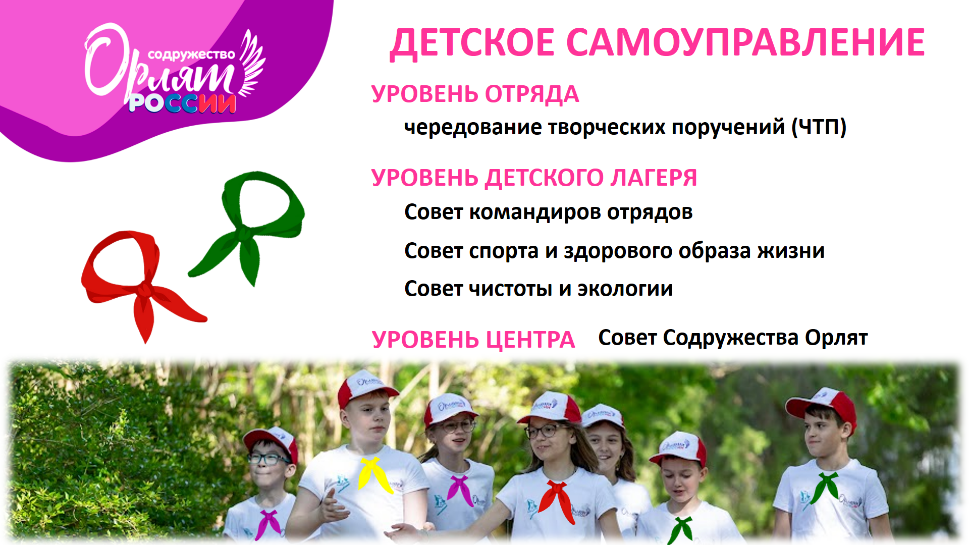 содружество
Орлят
РОССИИ
ДЕТСКОЕ САМОУПРАВЛЕНИЕ
УРОВЕНЬ ОТРЯДА
чередование творческих поручений (ЧТП)
УРОВЕНЬ ДЕТСКОГО ЛАГЕРЯ
Совет командиров отрядов
Совет спорта и здорового образа жизни
Совет чистоты и экологии
УРОВЕНЬ ЦЕНТРА Совет Содружества Орлят